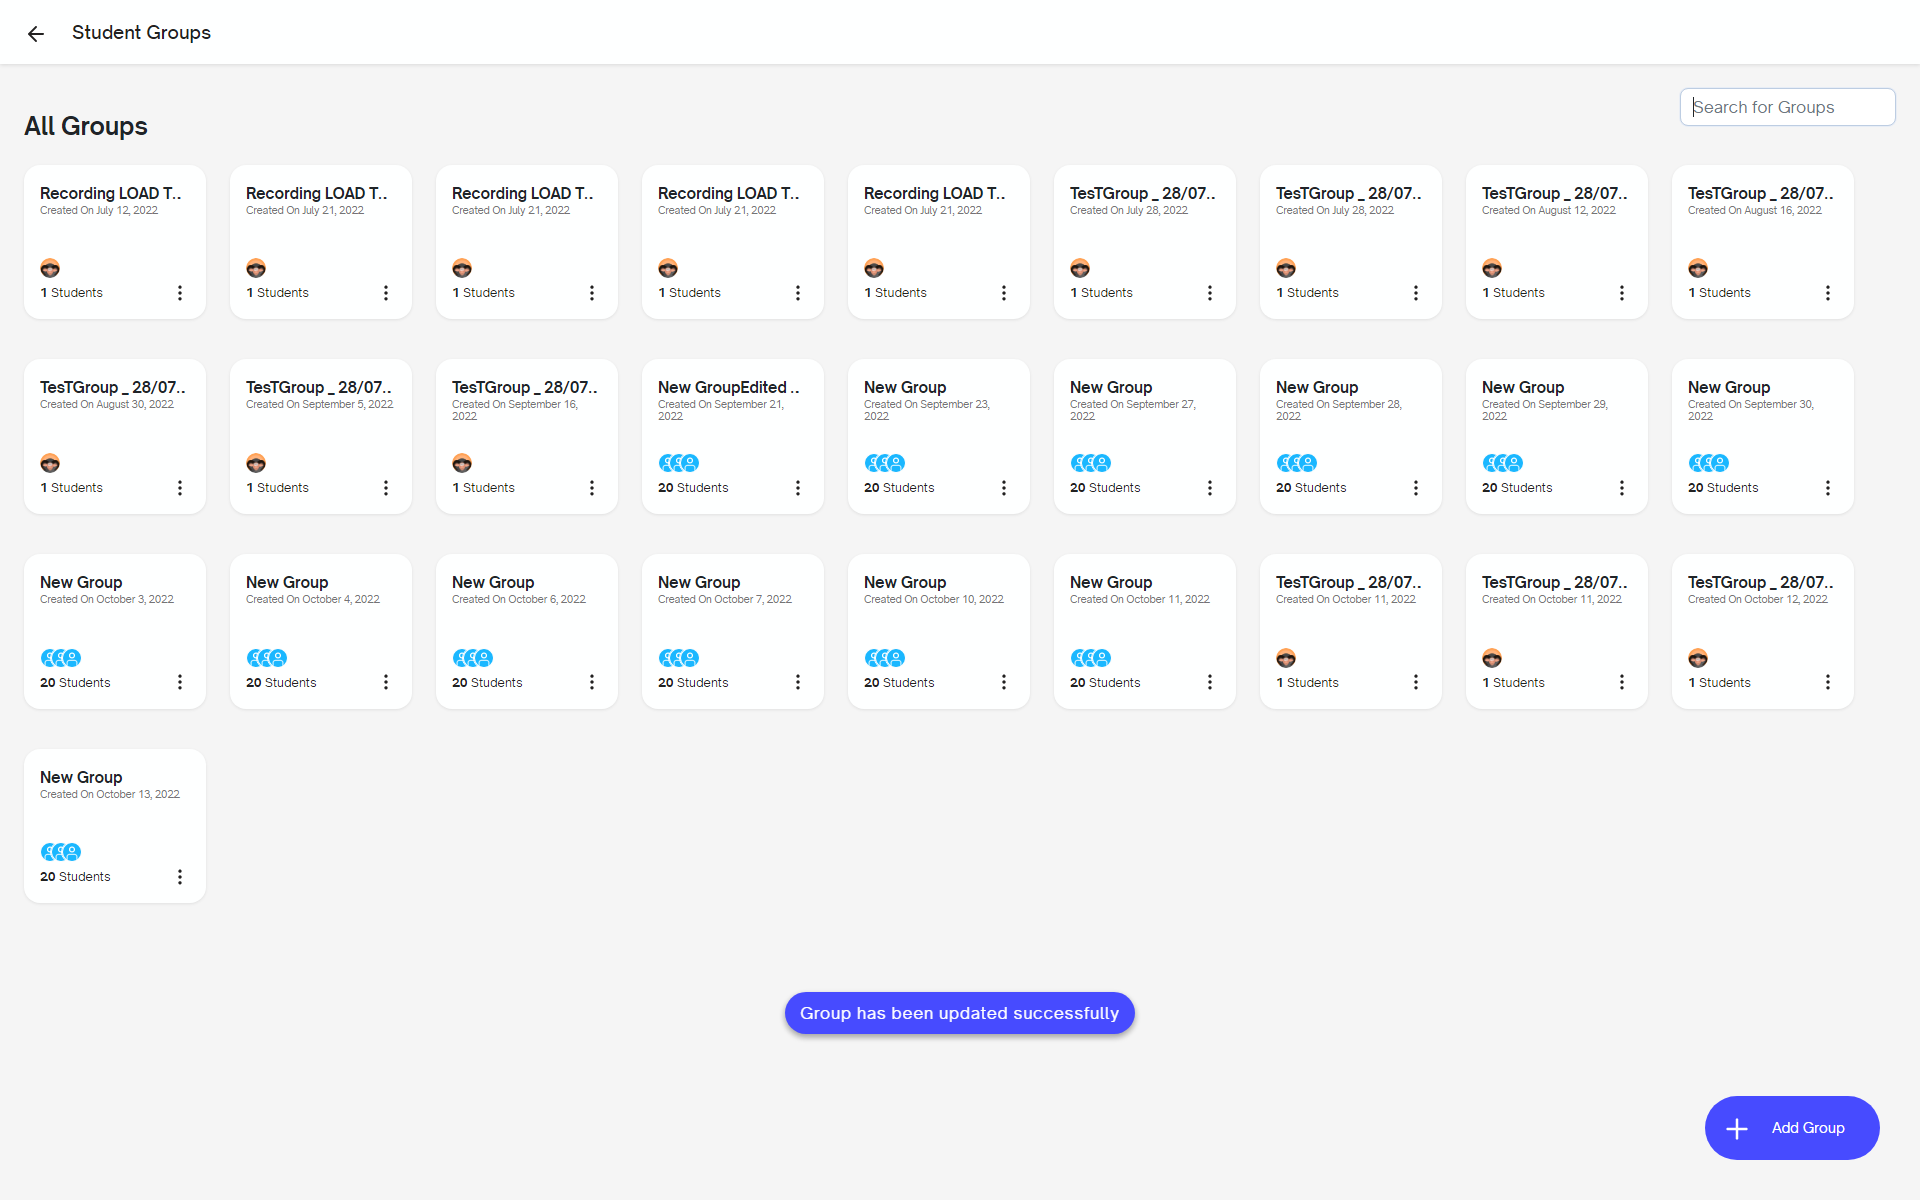 Student Groups
Search for Groups
All Groups
Recording LOAD T..
Created On July 12, 2022
1 Students
Recording LOAD T..
Created On July 21, 2022
1 Students
Recording LOAD T..
Created On July 21, 2022
1 Students
Recording LOAD T..
Created On July 21, 2022
1 Students
Recording LOAD T..
Created On July 21, 2022
1 Students
TesTGroup _ 28/07..
Created On July 28, 2022
1 Students
TesTGroup _ 28/07..
Created On July 28, 2022
1 Students
TesTGroup _ 28/07..
Created On August 12, 2022
1 Students
TesTGroup _ 28/07..
Created On August 16, 2022
1 Students
TesTGroup _ 28/07..
Created On August 30, 2022
1 Students
TesTGroup _ 28/07..
Created On September 5, 2022
1 Students
TesTGroup _ 28/07..
Created On September 16,
2022
1 Students
New GroupEdited ..
Created On September 21,
2022
20 Students
New Group
Created On September 23,
2022
20 Students
New Group
Created On September 27,
2022
20 Students
New Group
Created On September 28,
2022
20 Students
New Group
Created On September 29,
2022
20 Students
New Group
Created On September 30,
2022
20 Students
New Group
Created On October 3, 2022
20 Students
New Group
Created On October 4, 2022
20 Students
New Group
Created On October 6, 2022
20 Students
New Group
Created On October 7, 2022
20 Students
New Group
Created On October 10, 2022
20 Students
New Group
Created On October 11, 2022
20 Students
TesTGroup _ 28/07..
Created On October 11, 2022
1 Students
TesTGroup _ 28/07..
Created On October 11, 2022
1 Students
TesTGroup _ 28/07..
Created On October 12, 2022
1 Students
New Group
Created On October 13, 2022
20 Students
Group has been updated successfully
Add Group